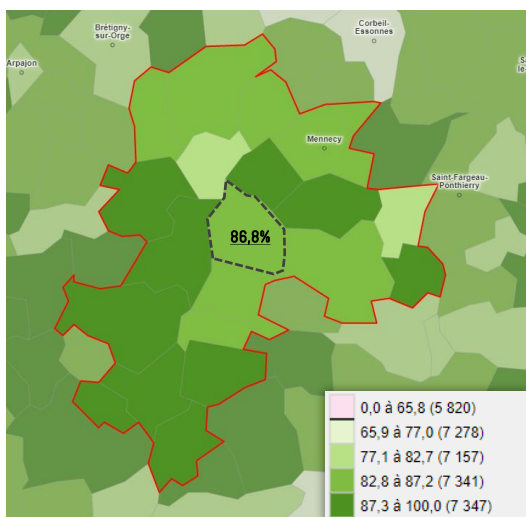 Brétigny-
sur-Orge
Corbeil-
Essonnes
Arpajon
Mennecy
Saint-Fargeau-
Ponthierry
86,8%
0,0 à 65,8 (5 820)
65,9 à 77,0 (7 278)
77,1 à 82,7 (7 157)
82,8 à 87,2 (7 341)
87,3 à 100,0 (7 347)